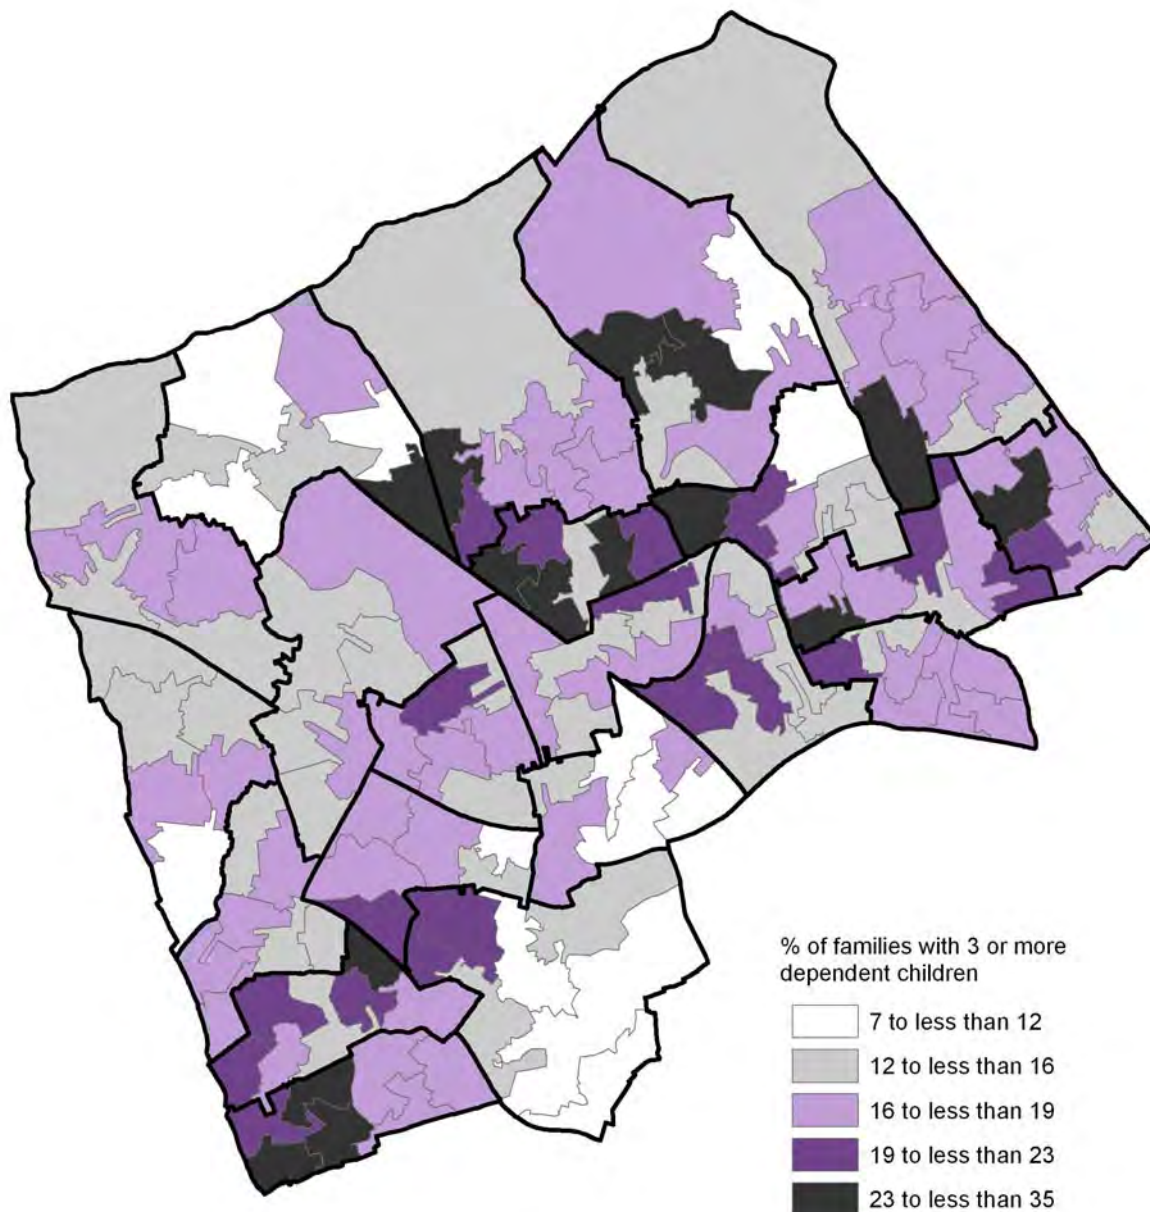 % of families with 3 or more
dependent children
7 to less than 12
12 to less than 16
16 to less than 19
19 to less than 23
23 to less than 35